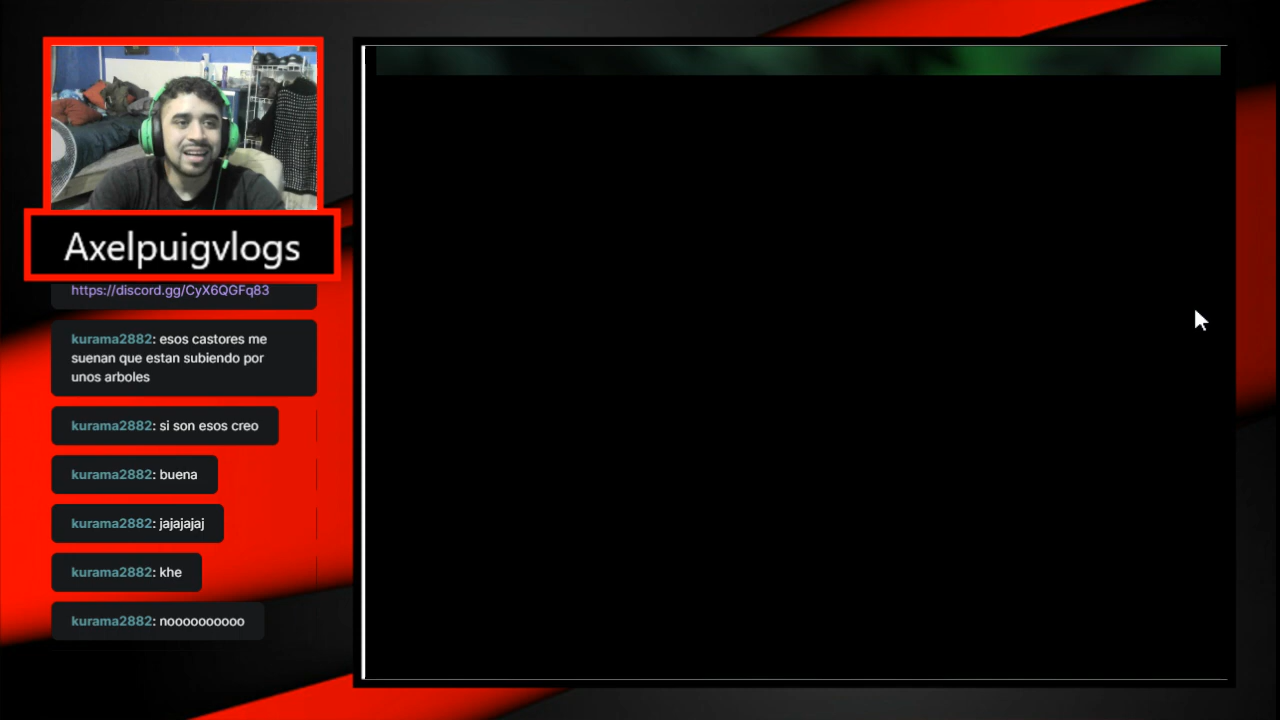 Axelpuigvlogs
https://discord.gg/CyX6QGFq83
kurama2882: esos castores me
suenan que estan subiendo por
unos arboles
kurama2882: si son esos creo
kurama2882: buena
kurama2882: jajajajaj
kurama2882: khe
kurama2882: noooooooooo